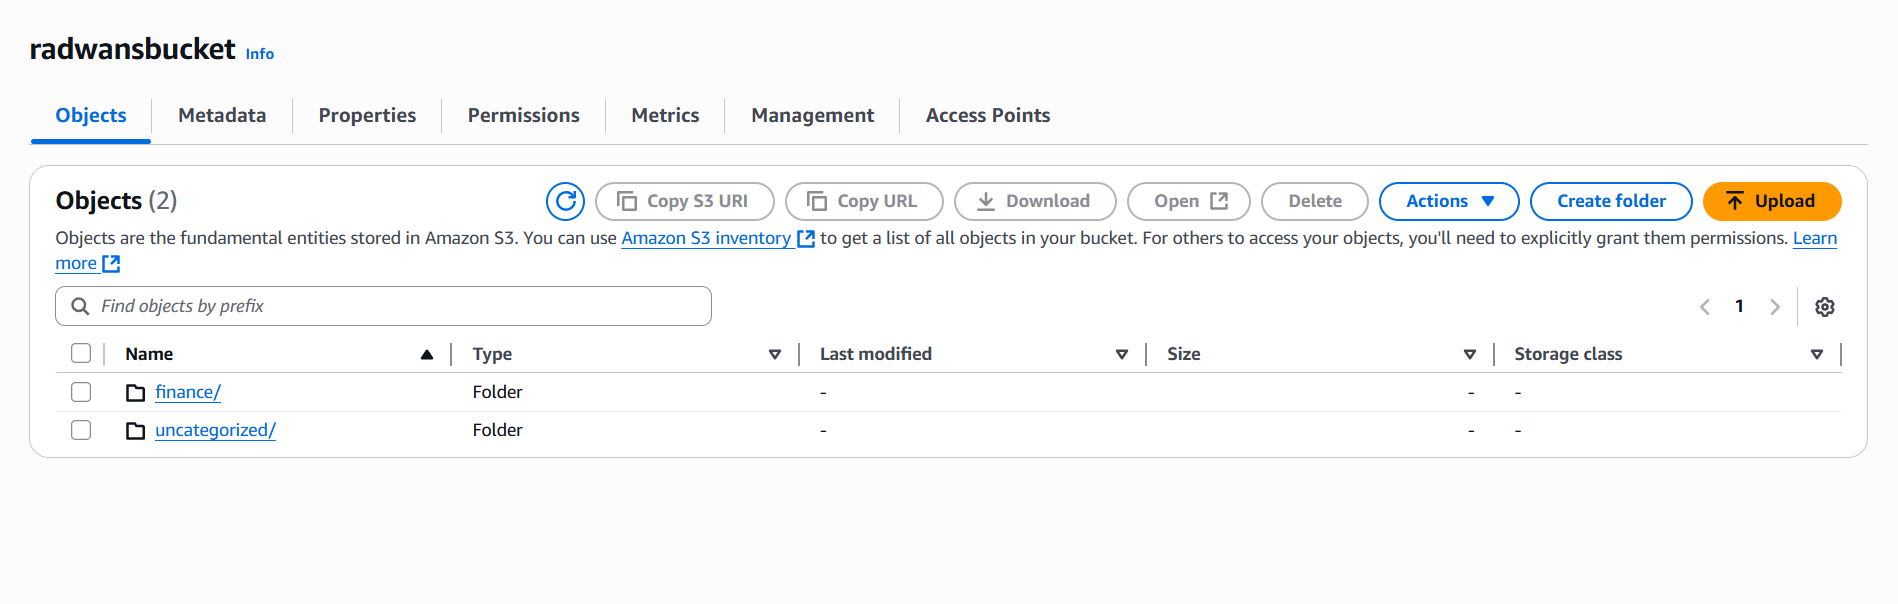 radwansbucket Info
Objects Metadata Properties Permissions Metrics Management Access Points
Objects (2) Copy S3 URI Copy URL Download Open Delete Actions Create folder Upload
Objects are the fundamental entities stored in Amazon S3. You can use Amazon S3 inventory to get a list of all objects in your bucket. For others to access your objects, you'll need to explicitly grant them permissions. Learn
more
Find objects by prefix 1
Name Type Last modified Size Storage class
finance/ Folder - - -
uncategorized/ Folder - - -